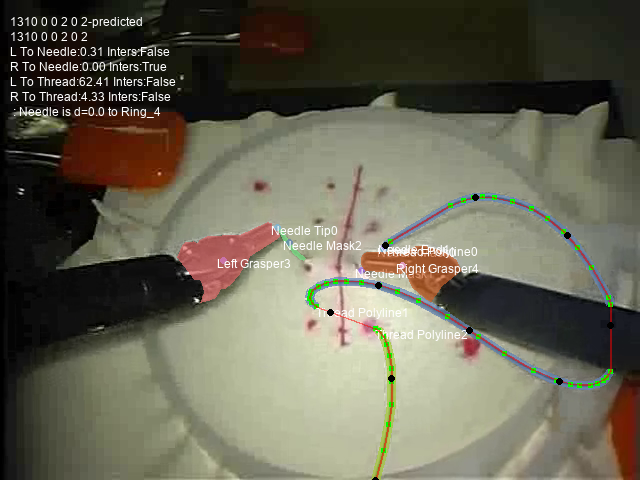 1310 0 0 2 0 2-predicted
1310 0 0 2 0 2
L To Needle:0.31 Inters:False
R To Needle:0.00 Inters:True
L To Thread:62.41 Inters:False
R To Thread:4.33 Inters:False
: Needle is d=0.0 to Ring_4
Needle Tip0
Needle Mask2
Thread Polyline0
Left Grasper3
Right Grasper4
Thread Polyline1
Thread Polyline2